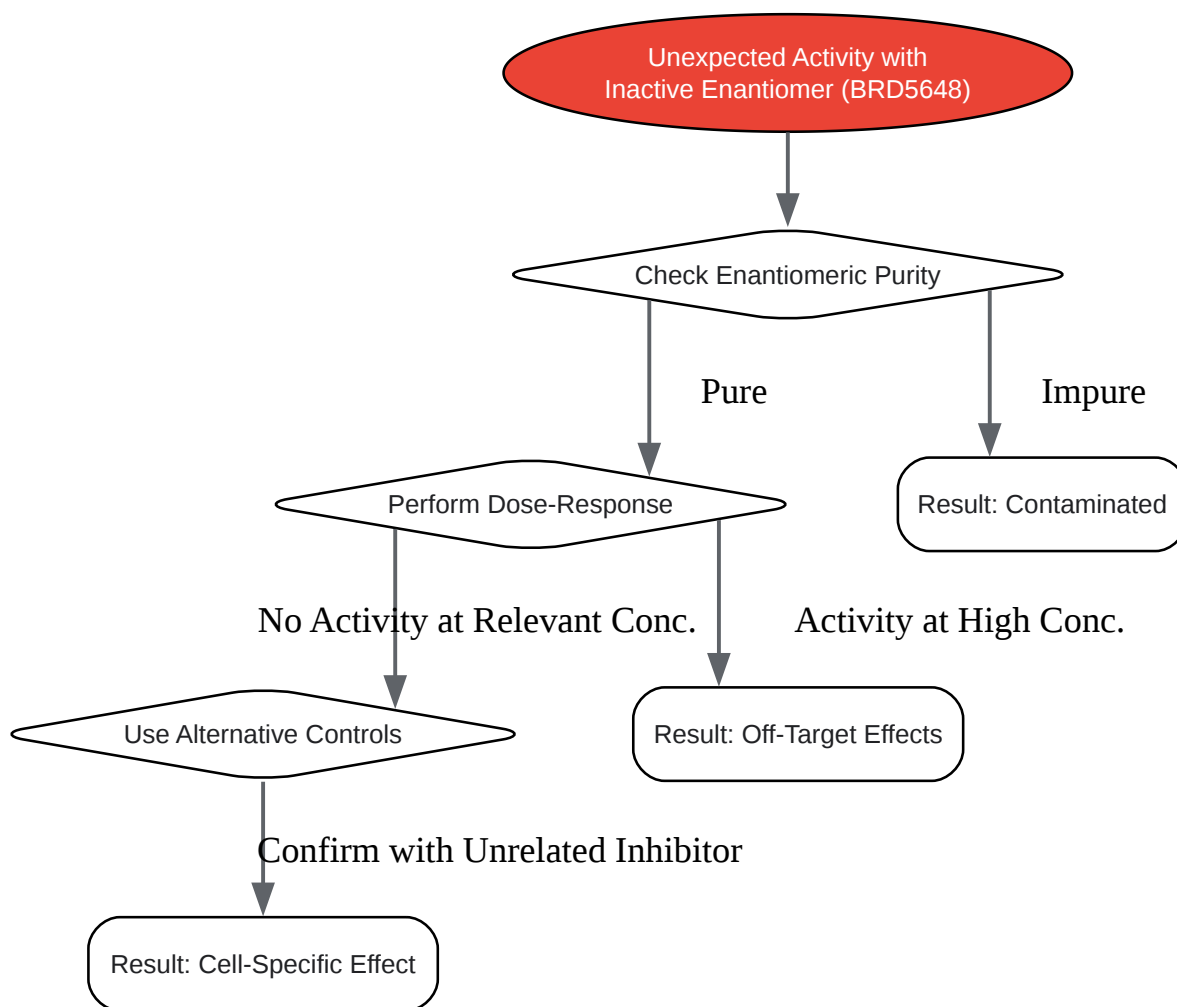 Unexpected Activity with
Inactive Enantiomer (BRD5648)
Check Enantiomeric Purity
Pure
Impure
Perform Dose-Response
Result: Contaminated
No Activity at Relevant Conc.
Activity at High Conc.
Use Alternative Controls
Result: Off-Target Effects
Confirm with Unrelated Inhibitor
Result: Cell-Specific Effect